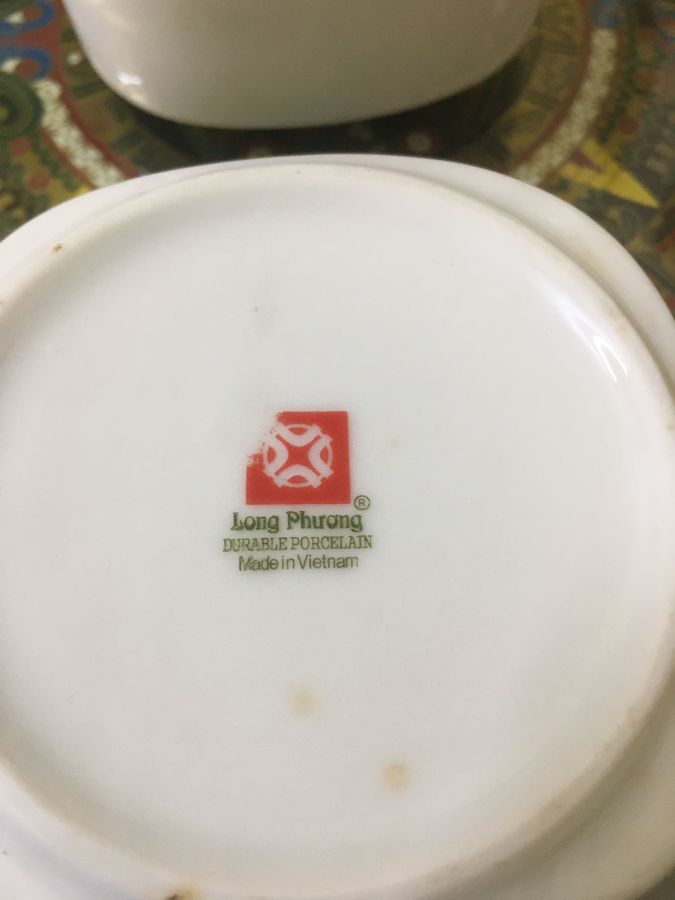 ®
Long Phương
DURABLE PORCELAIN
Made in Vietnam